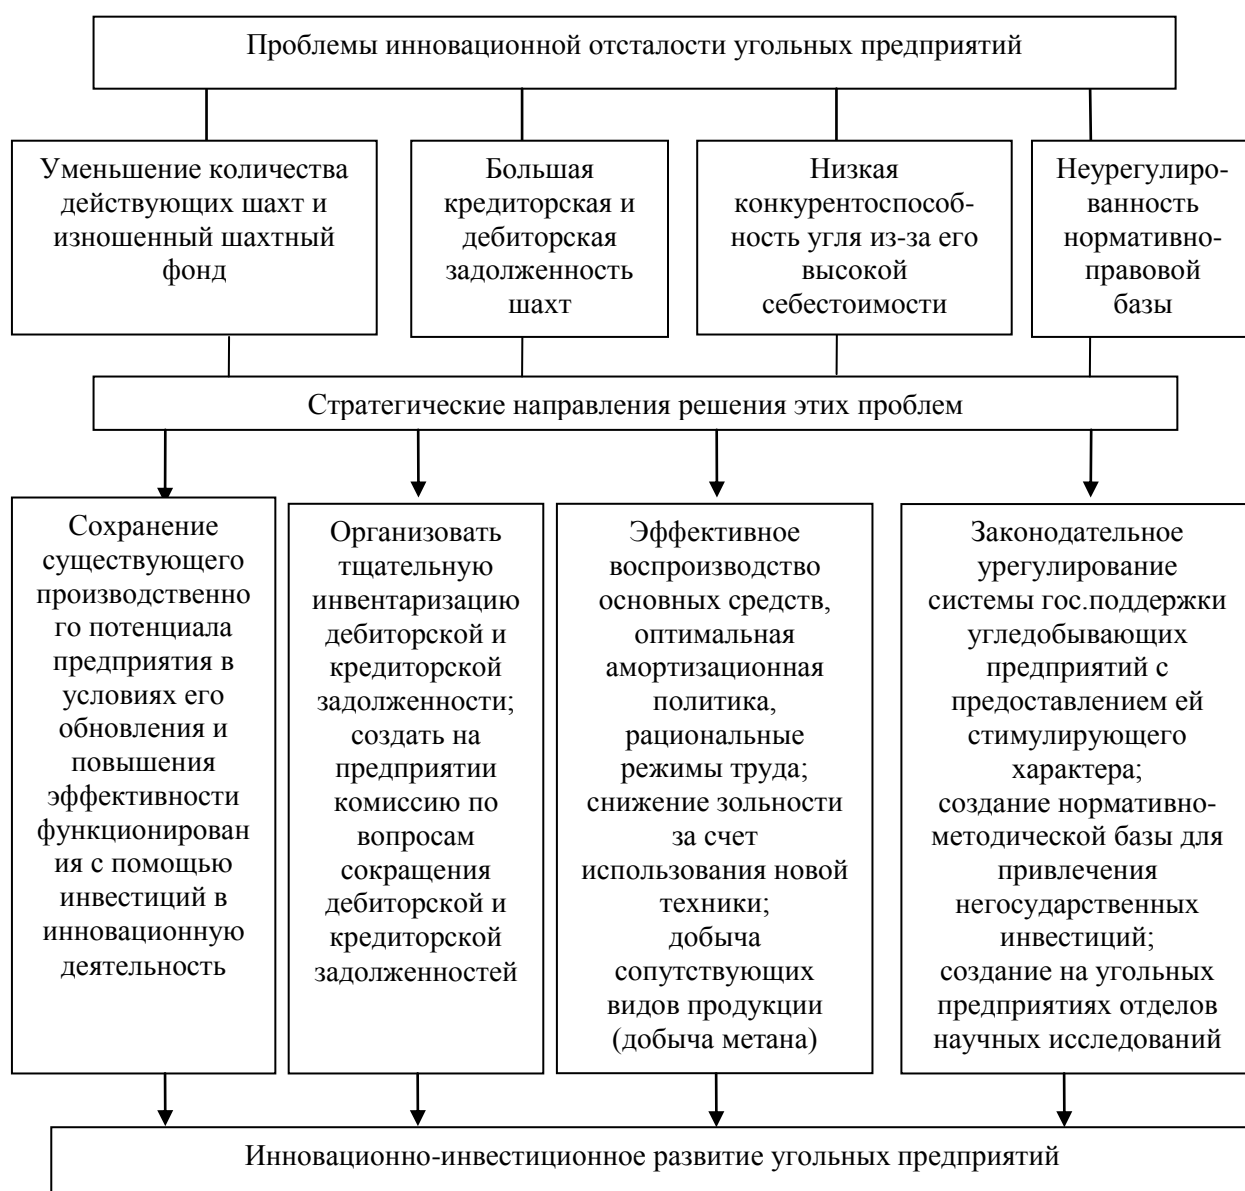 Проблемы инновационной отсталости угольных предприятий
Уменьшение количества
действующих шахт и
изношенный шахтный
фонд
Большая
кредиторская и
дебиторская
задолженность
шахт
Низкая
конкурентоспособ-
ность угля из-за его
высокой
себестоимости
Неурегулиро-
ванность
нормативно-
правовой
базы
Стратегические направления решения этих проблем
Сохранение
существующего
производственно
го потенциала
предприятия в
условиях его
обновления и
повышения
эффективности
функционирован
ия с помощью
инвестиций в
инновационную
деятельность
Организовать
тщательную
инвентаризацию
дебиторской и
кредиторской
задолженности;
создать на
предприятии
комиссию по
вопросам
сокращения
дебиторской и
кредиторской
задолженностей
Эффективное
воспроизводство
основных средств,
оптимальная
амортизационная
политика,
рациональные
режимы труда;
снижение зольности
за счет
использования новой
техники;
добыча
сопутствующих
видов продукции
(добыча метана)
Законодательное
урегулирование
системы гос.поддержки
угледобывающих
предприятий с
предоставлением ей
стимулирующего
характера;
создание нормативно-
методической базы для
привлечения
негосударственных
инвестиций;
создание на угольных
предприятиях отделов
научных исследований
Инновационно-инвестиционное развитие угольных предприятий